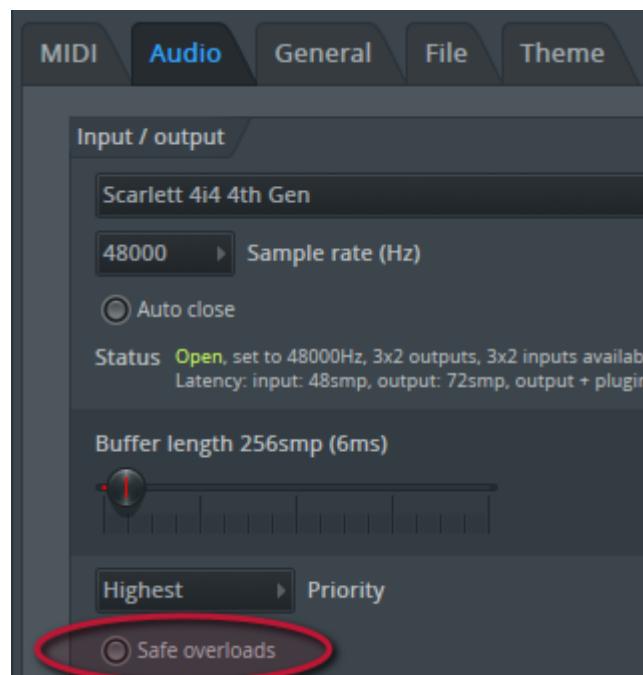 MIDI Audio General File Theme
Input / output
Scarlett 4i4 4th Gen
48000 Sample rate (Hz)
Auto close
Status Open, set to 48000Hz, 3x2 outputs, 3x2 inputs availab
Latency: input: 48smp, output: 72smp, output + plugin
Buffer length 256smp (6ms)
Highest Priority
Safe overloads